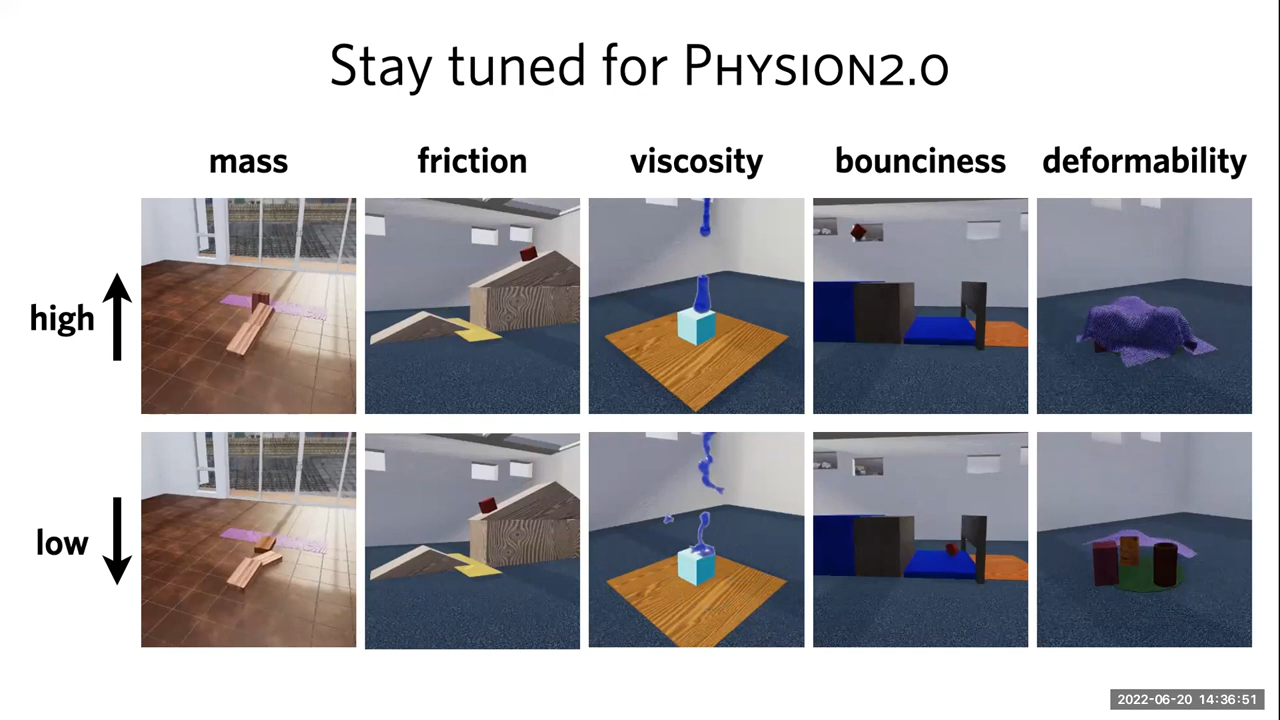 Stay tuned for PHYSION2.0
mass friction viscosity bounciness deformability
high
low
2022-06-20 14:36:51